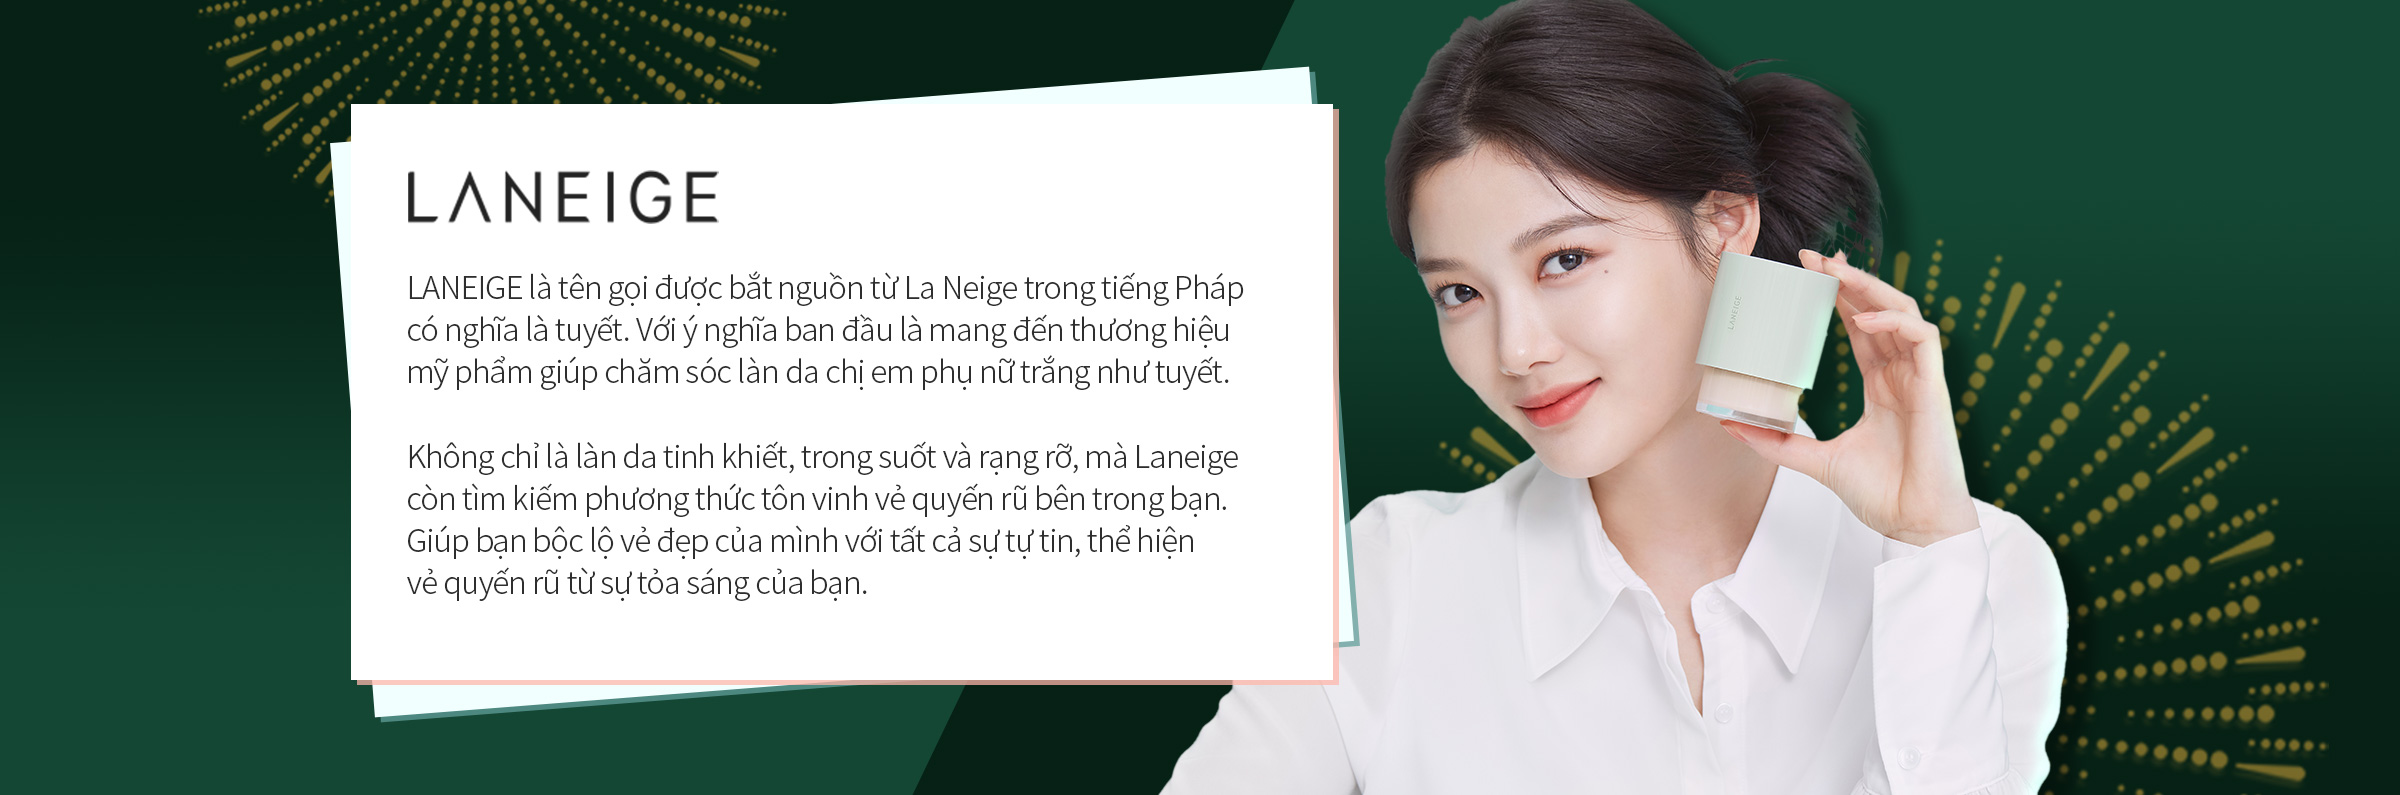 LANEIGE
LANEIGE là tên gọi được bắt nguồn từ La Neige trong tiếng Pháp
có nghĩa là tuyết. Với ý nghĩa ban đầu là mang đến thương hiệu
mỹ phẩm giúp chăm sóc làn da chị em phụ nữ trắng như tuyết.
Không chỉ là làn da tinh khiết, trong suốt và rạng rỡ, mà Laneige
còn tìm kiếm phương thức tôn vinh vẻ quyến rũ bên trong bạn.
Giúp bạn bộc lộ vẻ đẹp của mình với tất cả sự tự tin, thể hiện
vẻ quyến rũ từ sự tỏa sáng của bạn.
LANEIGE